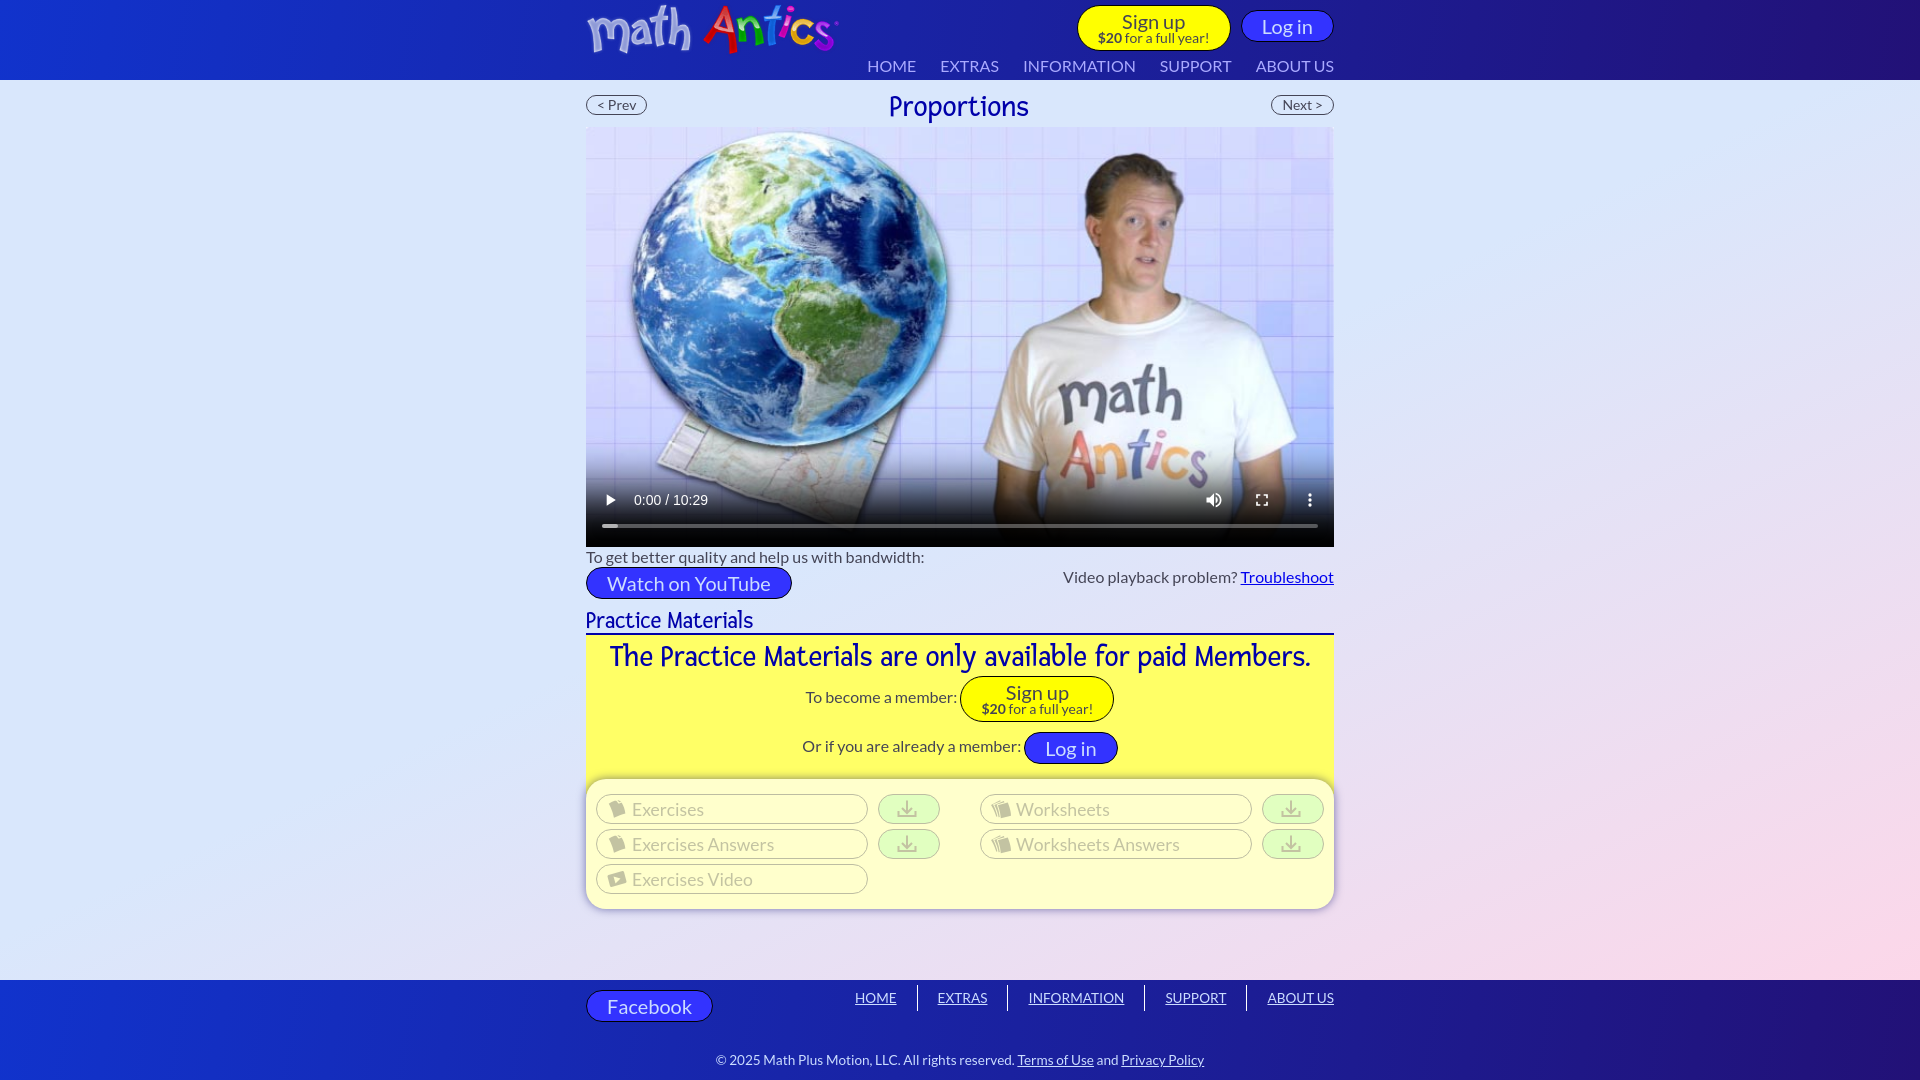 math Antics
Sign up
$20 for a full year!
Log in
HOME EXTRAS INFORMATION SUPPORT ABOUT US
< Prev
Proportions
Next >
math
Antics
0:00 / 10:29
To get better quality and help us with bandwidth:
Watch on YouTube
Video playback problem? Troubleshoot
Practice Materials
The Practice Materials are only available for paid Members.
To become a member: Sign up
$20 for a full year!
Or if you are already a member: Log in
Exercises
Worksheets
Exercises Answers
Worksheets Answers
Exercises Video
Facebook
HOME EXTRAS INFORMATION SUPPORT ABOUT US
© 2025 Math Plus Motion, LLC. All rights reserved. Terms of Use and Privacy Policy